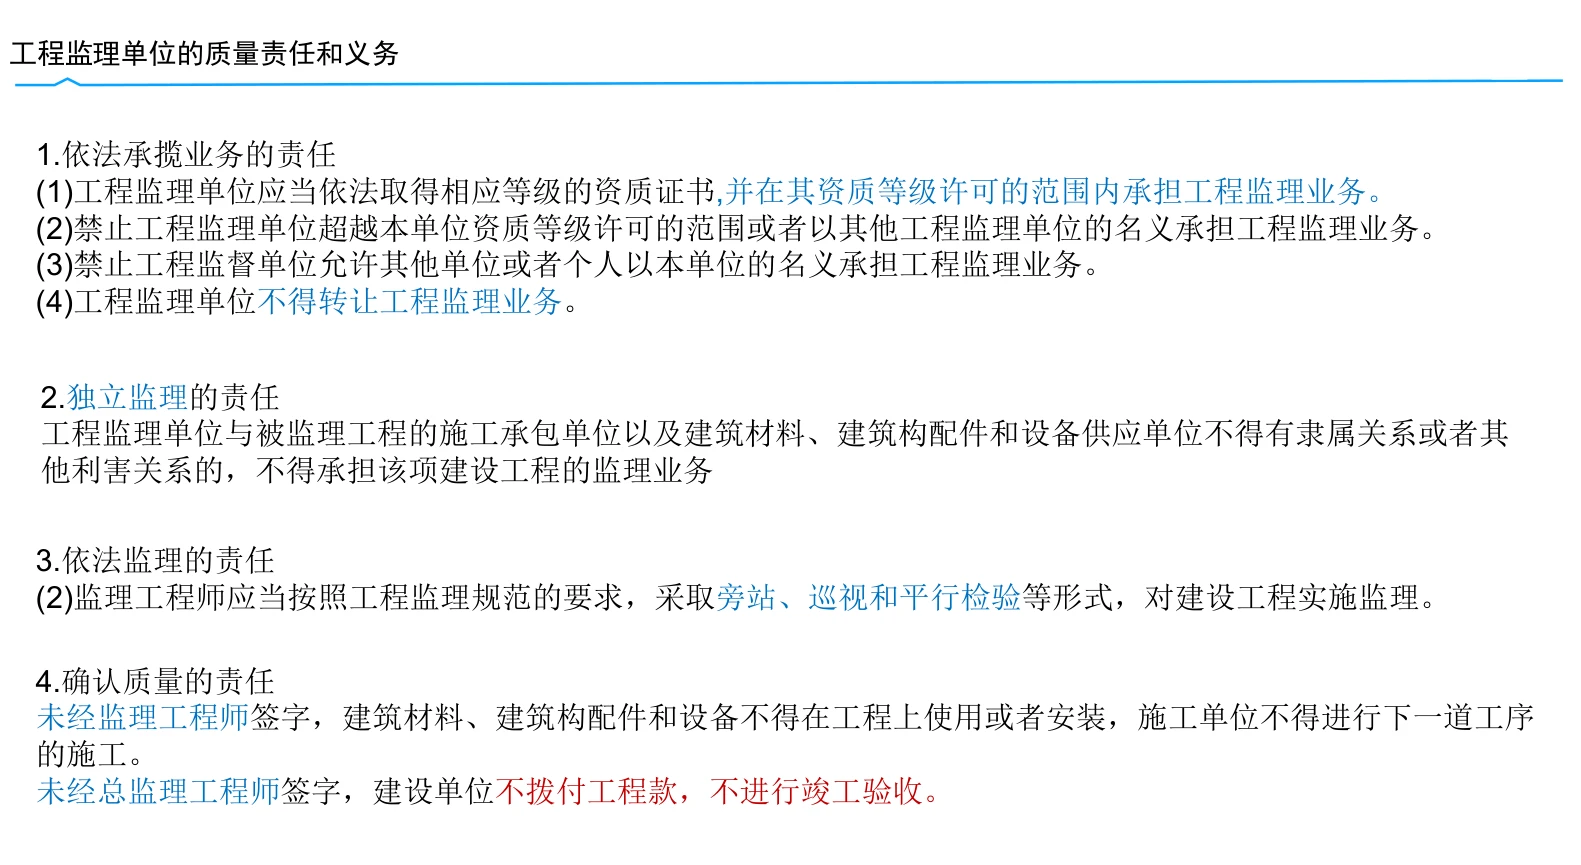 工程监理单位的质量责任和义务
1.依法承揽业务的责任
(1)工程监理单位应当依法取得相应等级的资质证书,并在其资质等级许可的范围内承担工程监理业务。
(2)禁止工程监理单位超越本单位资质等级许可的范围或者以其他工程监理单位的名义承担工程监理业务。
(3)禁止工程监督单位允许其他单位或者个人以本单位的名义承担工程监理业务。
(4)工程监理单位不得转让工程监理业务。
2.独立监理的责任
工程监理单位与被监理工程的施工承包单位以及建筑材料、建筑构配件和设备供应单位不得有隶属关系或者其
他利害关系的，不得承担该项建设工程的监理业务
3.依法监理的责任
(2)监理工程师应当按照工程监理规范的要求，采取旁站、巡视和平行检验等形式，对建设工程实施监理。
4.确认质量的责任
未经监理工程师签字，建筑材料、建筑构配件和设备不得在工程上使用或者安装，施工单位不得进行下一道工序
的施工。
未经总监理工程师签字，建设单位不拨付工程款，不进行竣工验收。